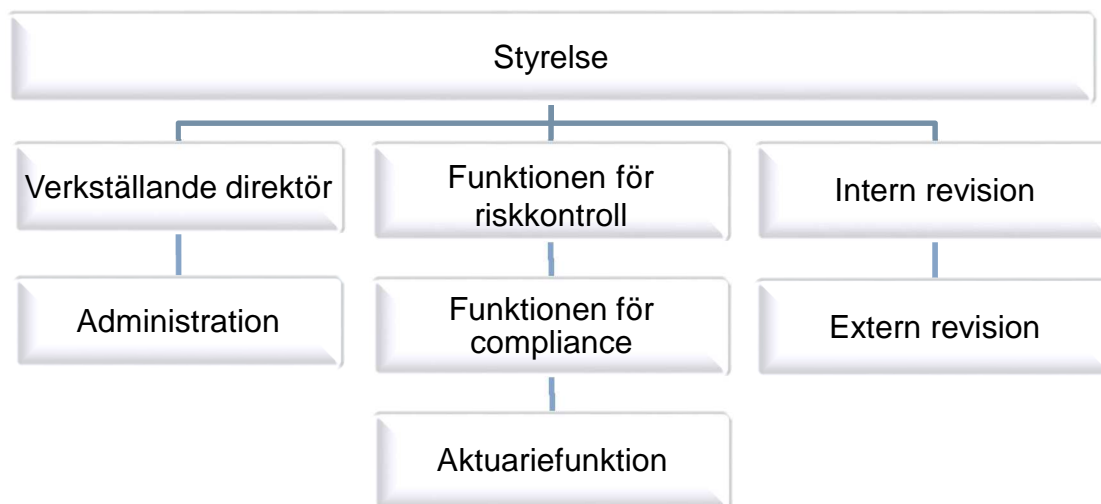 Styrelse
Verkställande direktör
Funktionen för
riskkontroll
Intern revision
Administration
Funktionen för
compliance
Extern revision
Aktuariefunktion